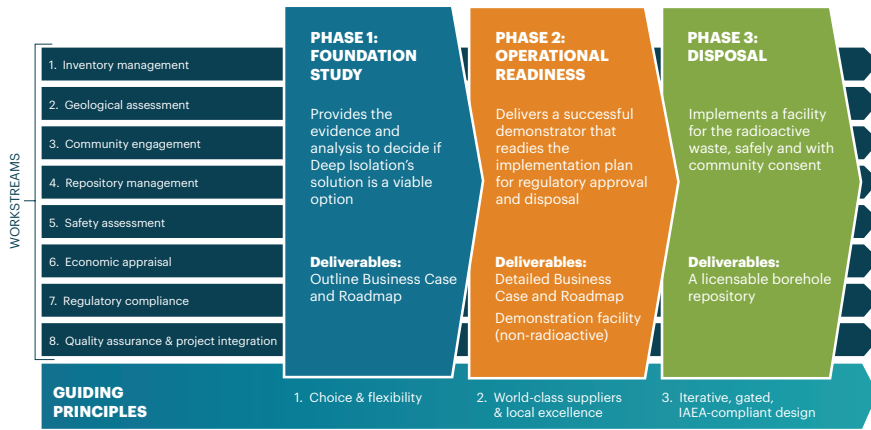 WORKSTREAMS
1. Inventory management
2. Geological assessment
3. Community engagement
4. Repository management
5. Safety assessment
6. Economic appraisal
7. Regulatory compliance
8. Quality assurance & project integration
PHASE 1:
FOUNDATION
STUDY
Provides the
evidence and
analysis to decide if
Deep Isolation’s
solution is a viable
option
Deliverables:
Outline Business Case
and Roadmap
PHASE 2:
OPERATIONAL
READINESS
Delivers a successful
demonstrator that
readies the
implementation plan
for regulatory approval
and disposal
Deliverables:
Detailed Business
Case and Roadmap
Demonstration facility
(non-radioactive)
PHASE 3:
DISPOSAL
Implements a facility
for the radioactive
waste, safely and with
community consent
Deliverables:
A licensable borehole
repository
GUIDING
PRINCIPLES
1. Choice & flexibility
2. World-class suppliers
& local excellence
3. Iterative, gated,
IAEA-compliant design